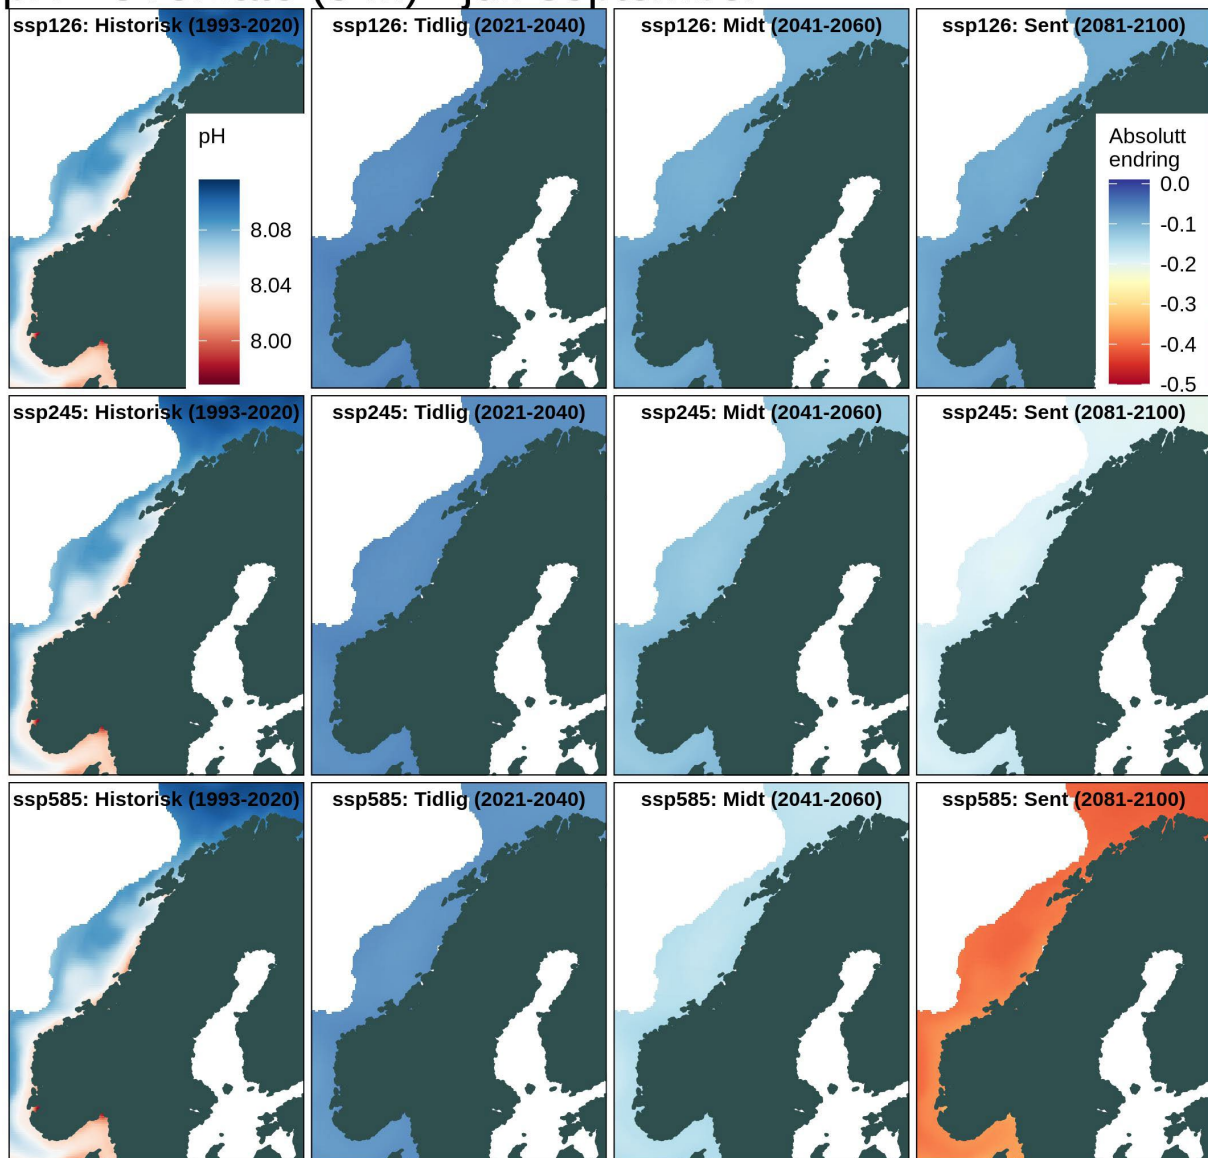 ssp126: Historisk (1993-2020)
ssp126: Tidlig (2021-2040)
ssp126: Midt (2041-2060)
ssp126: Sent (2081-2100)
pH
8.08
8.04
8.00
Absolutt
endring
0.0
-0.1
-0.2
-0.3
-0.4
-0.5
ssp245: Historisk (1993-2020)
ssp245: Tidlig (2021-2040)
ssp245: Midt (2041-2060)
ssp245: Sent (2081-2100)
ssp585: Historisk (1993-2020)
ssp585: Tidlig (2021-2040)
ssp585: Midt (2041-2060)
ssp585: Sent (2081-2100)